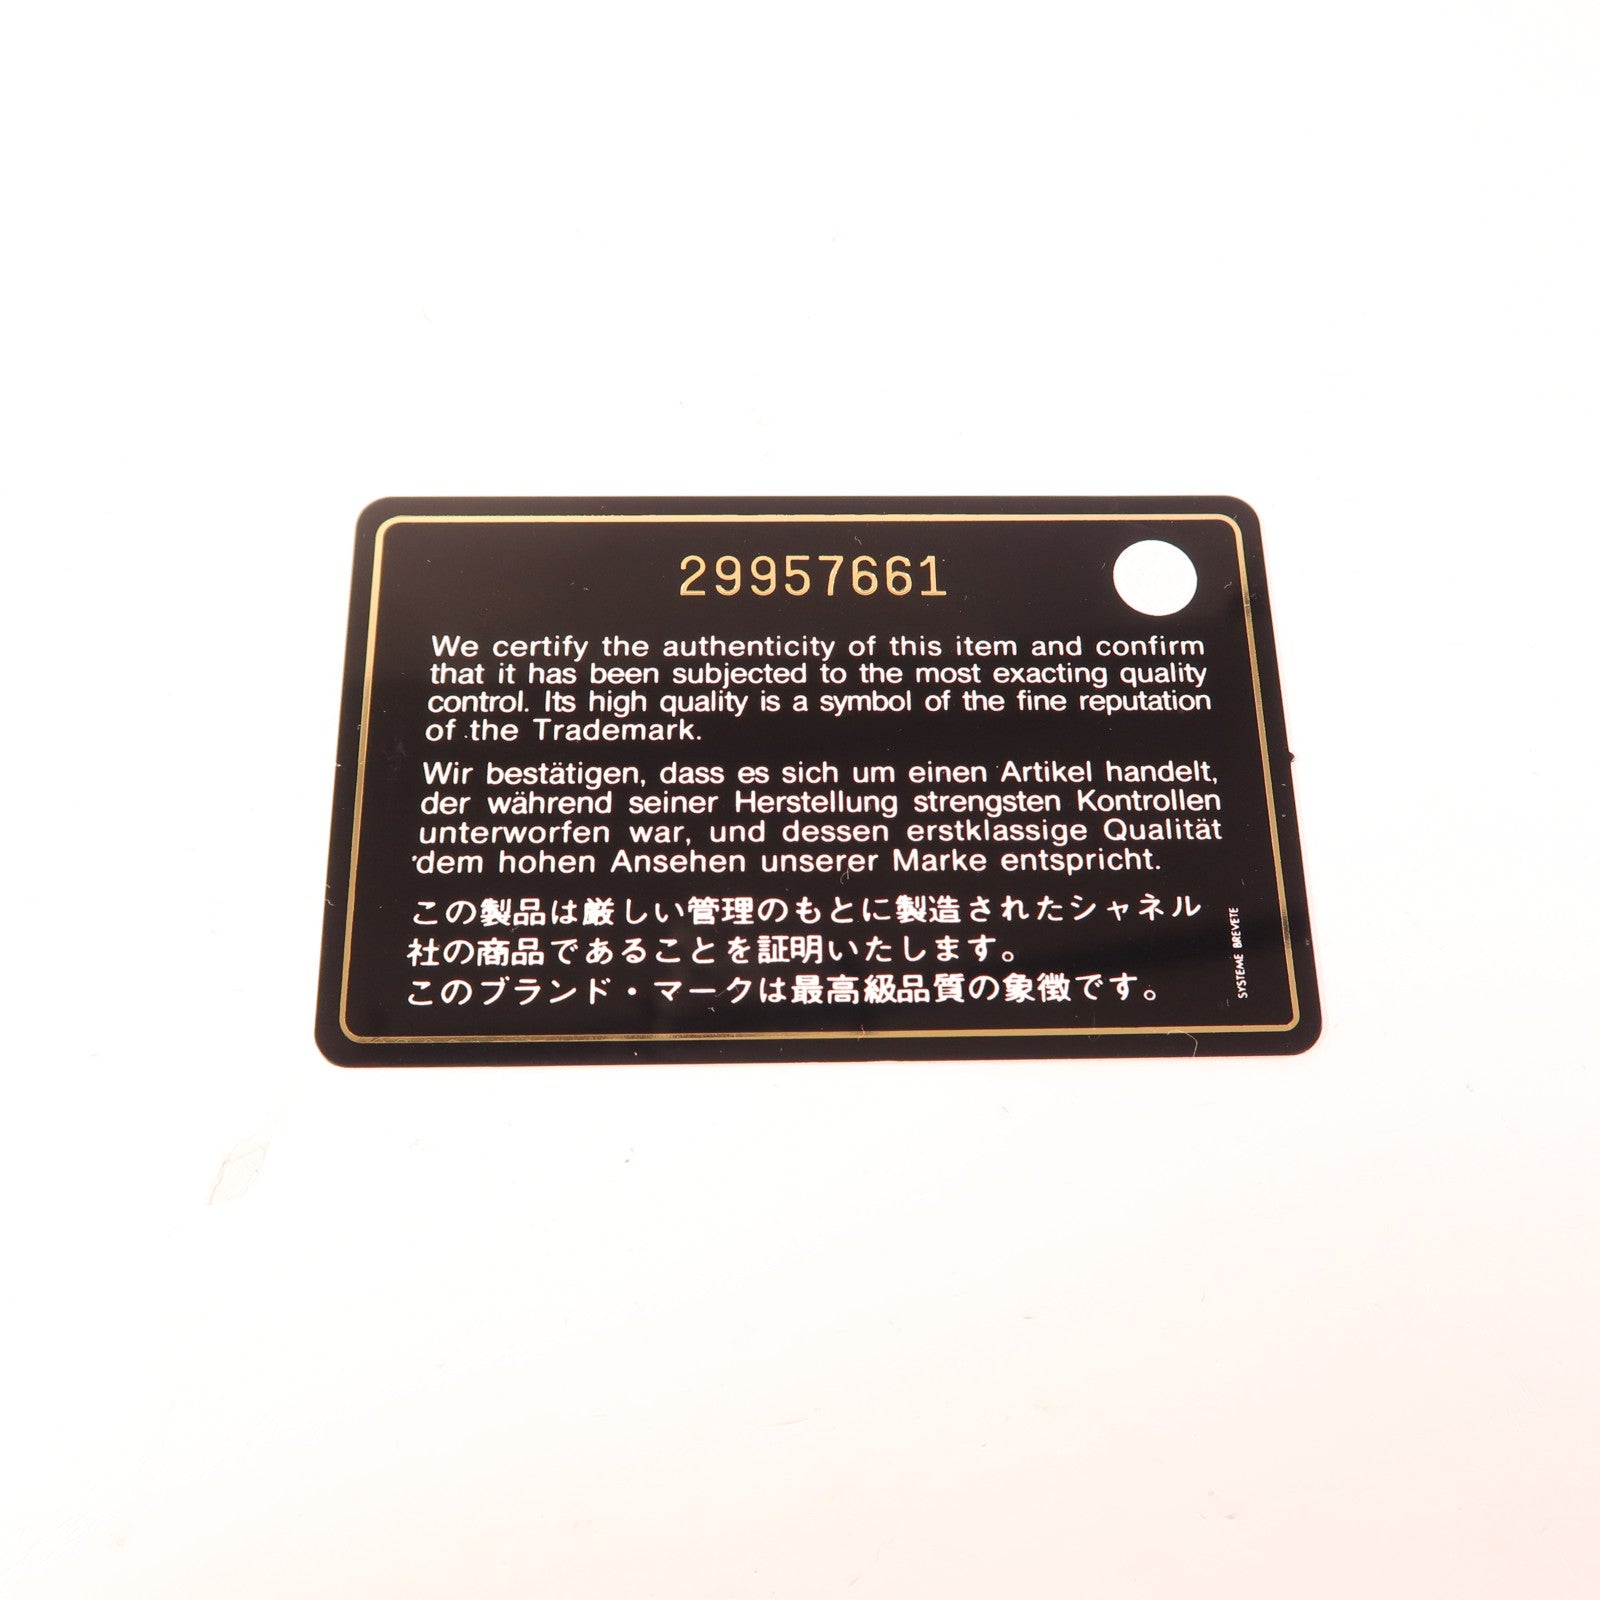 29957661
We certify the authenticity of this item and confirm
that it has been subjected to the most exacting quality
control. Its high quality is a symbol of the fine reputation
of the Trademark.
Wir bestätigen, dass es sich um einen Artikel handelt,
der während seiner Herstellung strengsten Kontrollen
unterworfen war, und dessen erstklassige Qualität
dem hohen Ansehen unserer Marke entspricht.
この製品は厳しい管理のもとに製造されたシャネル
社の商品であることを証明いたします。
このブランド・マークは最高級品質の象徴です。
SYSTEME BREVETE